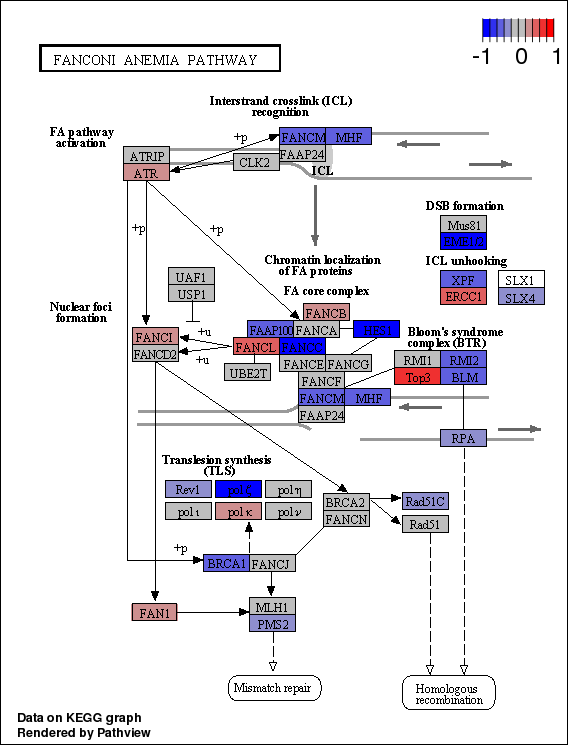 FANCONI ANEMIA PATHWAY
-1 0 1
Interstrand crosslink (ICL)
recognition
FA pathway
activation
+p
FANCM MHF
ATRIP
CLK2
FAAP24
ATR
ICL
DSB formation
Mus81
+p
+p
Chromatin localization
of FA proteins
ICL unhooking
UAF1
USP1
XPF SLX1
ERCC1 SLX4
FA core complex
Nuclear foci
formation
FANCB
+u
FAAP100 FANCA HES1
Bloom's syndrome
complex (BTR)
FANCI
FANCL FANCC
FANCD2
+u
RMI1 RMI2
UBE2T
FANCE FANCG
Top3 BLM
FANCF
FANCM MHF
FAAP24
RPA
Translesion synthesis
(TLS)
Rev1 pol ζ pol η
pol ι pol κ pol ν
BRCA2
FANCN
Rad51C
Rad51
+p
BRCA1 FANCJ
FAN1
MLH1
PMS2
Mismatch repair
Homologous
recombination
Data on KEGG graph
Rendered by Pathview